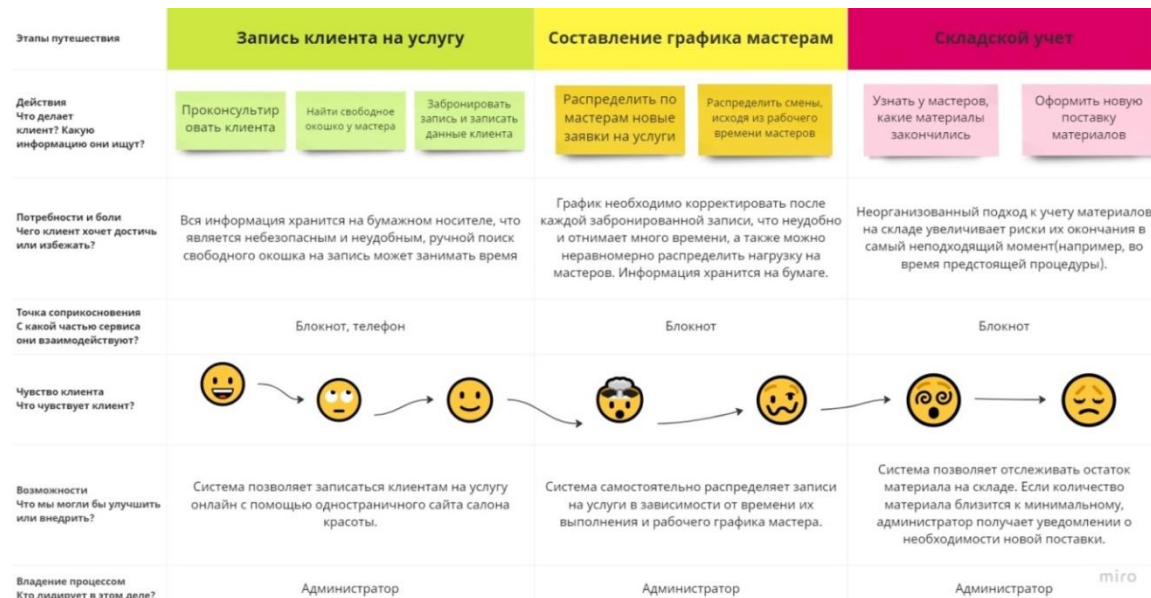 Этапы путешествия
Запись клиента на услугу
Составление графика мастерам
Складской учет
Действия
Что делает
клиент? Какую
информацию они ищут?
Проконсультир
овать клиента
Найти свободное
окошко у мастера
Забронировать
запись и записать
данные клиента
Распределить по
мастерам новые
заявки на услуги
Распределить смены,
исходя из рабочего
времени мастеров
Узнать у мастеров,
какие материалы
закончились
Оформить новую
поставку
материалов
Потребности и боли
Чего клиент хочет достичь
или избежать?
Вся информация хранится на бумажном носителе, что
является небезопасным и неудобным, ручной поиск
свободного окошка на запись может занимать время
График необходимо корректировать после
каждой забронированной записи, что неудобно
и отнимает много времени, а также можно
неравномерно распределить нагрузку на
мастеров. Информация хранится на бумаге.
Неорганизованный подход к учету материалов
на складе увеличивает риски их окончания в
самый неподходящий момент(например, во
время предстоящей процедуры).
Точка соприкосновения
С какой частью сервиса
они взаимодействуют?
Блокнот, телефон
Блокнот
Блокнот
Чувство клиента
Что чувствует клиент?
Возможности
Что мы могли бы улучшить
или внедрить?
Система позволяет записаться клиентам на услугу
онлайн с помощью одностраничного сайта салона
красоты.
Система самостоятельно распределяет записи
на услуги в зависимости от времени их
выполнения и рабочего графика мастера.
Система позволяет отслеживать остаток
материала на складе. Если количество
материала близится к минимальному,
администратор получает уведомлении о
необходимости новой поставки.
Владение процессом
Кто лидирует в этом деле?
Администратор
Администратор
Администратор
miro